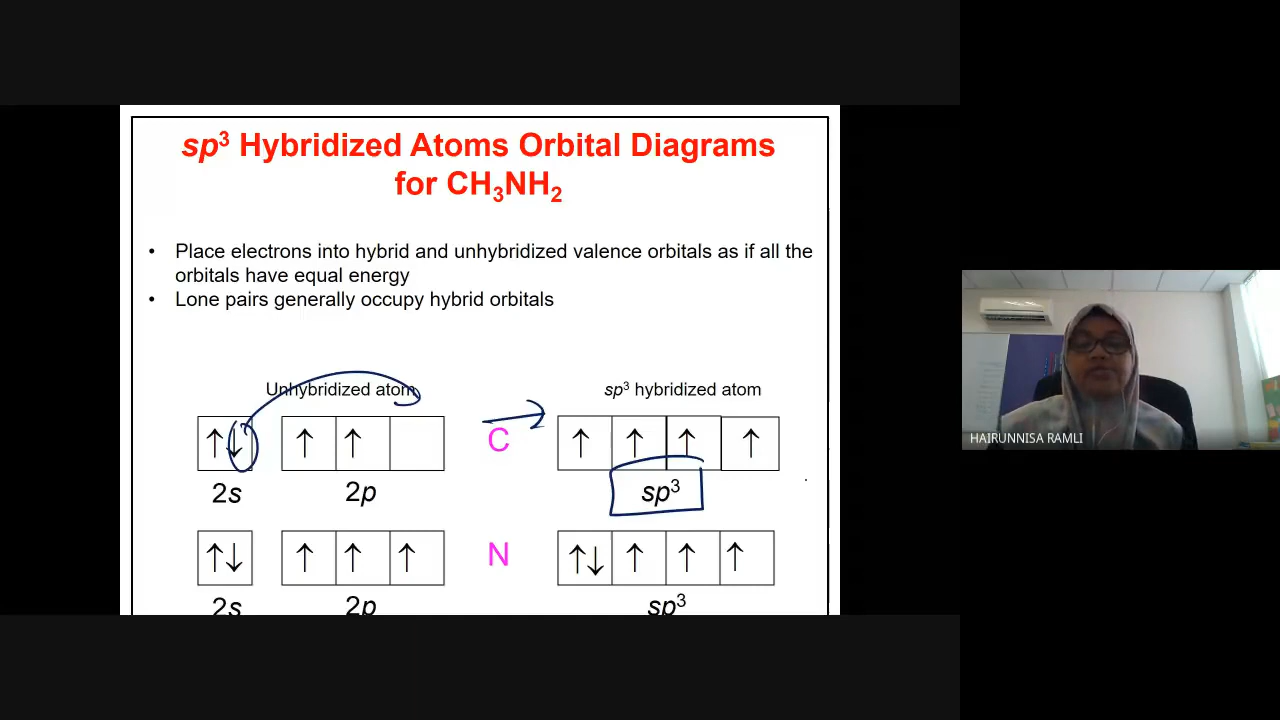 sp³ Hybridized Atoms Orbital Diagrams
for CH₃NH₂
• Place electrons into hybrid and unhybridized valence orbitals as if all the
orbitals have equal energy
• Lone pairs generally occupy hybrid orbitals
Unhybridized atom
sp³ hybridized atom
↑↓ ↑ ↑ C ↑ ↑ ↑ ↑
2s 2p sp³
↑↓ ↑ ↑ ↑ N ↑↓ ↑ ↑ ↑
2s 2p sp³
HAIRUNNISA RAMLI